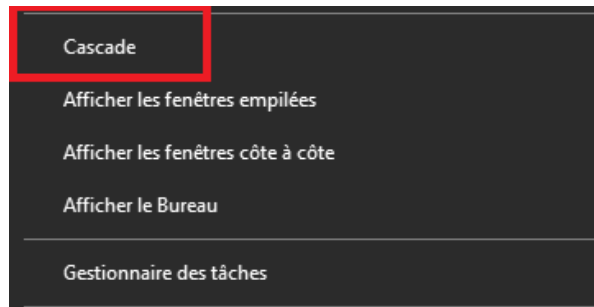 Cascade
Afficher les fenêtres empilées
Afficher les fenêtres côte à côte
Afficher le Bureau
Gestionnaire des tâches